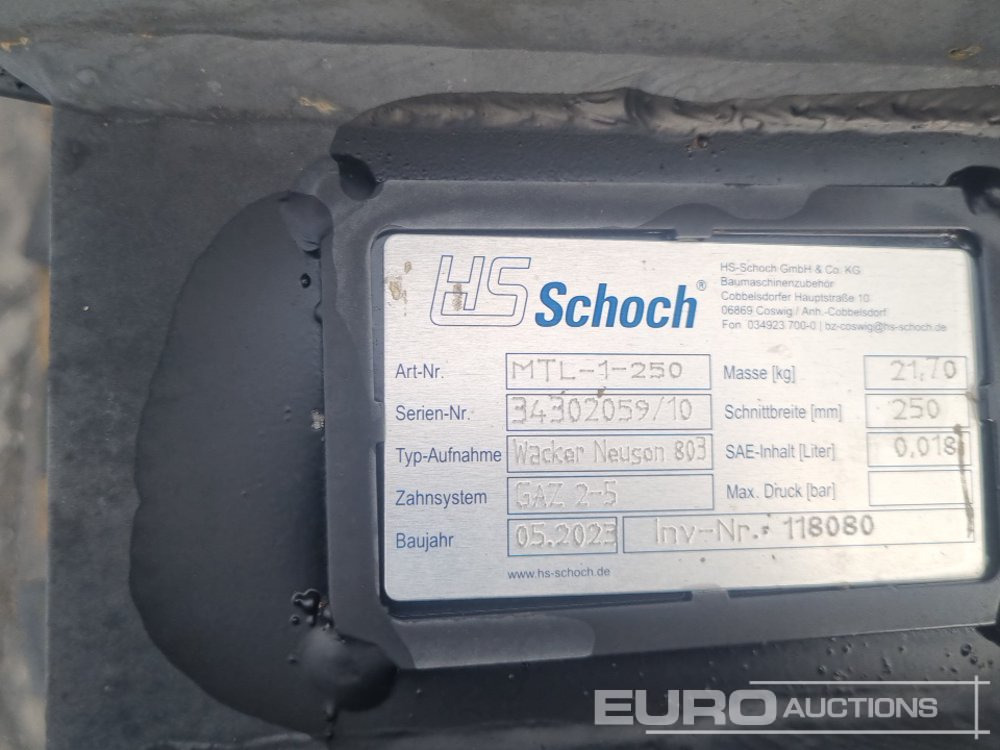 HS Schoch®
HS-Schoch GmbH & Co. KG
Baumaschinenzubehör
Cobbelsdorfer Hauptstraße 10
06869 Coswig / Anh.-Cobbelsdorf
Fon 034923 700-0 | bz-coswig@hs-schoch.de
Art-Nr. MTL-1-250 Masse [kg] 21,70
Serien-Nr. 34302059/10 Schnittbreite [mm] 250
Typ-Aufnahme Wacker Neuson 803 SAE-Inhalt [Liter] 0,018
Zahnsystem GAZ 2-5 Max. Druck [bar]
Baujahr 05.2023 Inv-Nr.: 118080
www.hs-schoch.de
EURO AUCTIONS